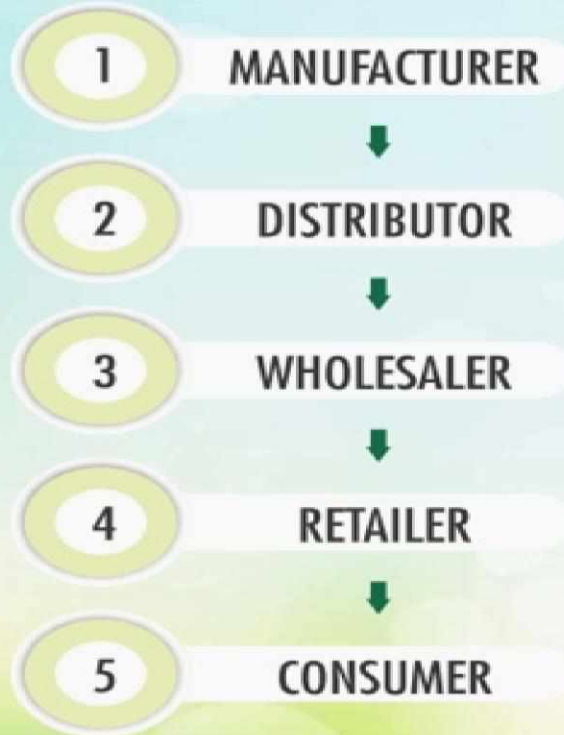 1 MANUFACTURER
2 DISTRIBUTOR
3 WHOLESALER
4 RETAILER
5 CONSUMER